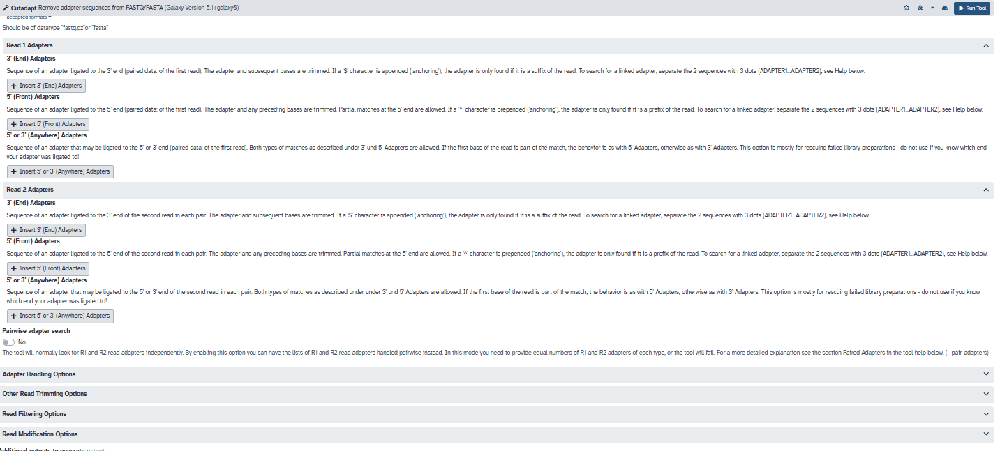 Cutadapt Remove adapter sequences from FASTQ/FASTA (Galaxy Version 5.1+galaxy0)
Run Tool
accepted formats
Should be of datatype "fastq.gz"or "fasta"
Read 1 Adapters
3' (End) Adapters
Sequence of an adapter ligated to the 3' end (paired data: of the first read). The adapter and subsequent bases are trimmed. If a '$' character is appended ('anchoring'), the adapter is only found if it is a suffix of the read. To search for a linked adapter, separate the 2 sequences with 3 dots (ADAPTER1...ADAPTER2), see Help below.
+ Insert 3' (End) Adapters
5' (Front) Adapters
Sequence of an adapter ligated to the 5' end (paired data: of the first read). The adapter and any preceding bases are trimmed. Partial matches at the 5' end are allowed. If a '^' character is prepended ('anchoring'), the adapter is only found if it is a prefix of the read. To search for a linked adapter, separate the 2 sequences with 3 dots (ADAPTER1...ADAPTER2), see Help below.
+ Insert 5' (Front) Adapters
5' or 3' (Anywhere) Adapters
Sequence of an adapter that may be ligated to the 5' or 3' end (paired data: of the first read). Both types of matches as described under 3' und 5' Adapters are allowed. If the first base of the read is part of the match, the behavior is as with 5' Adapters, otherwise as with 3' Adapters. This option is mostly for rescuing failed library preparations - do not use if you know which end
your adapter was ligated to!
+ Insert 5' or 3' (Anywhere) Adapters
Read 2 Adapters
3' (End) Adapters
Sequence of an adapter ligated to the 3' end of the second read in each pair. The adapter and subsequent bases are trimmed. If a '$' character is appended ('anchoring'), the adapter is only found if it is a suffix of the read. To search for a linked adapter, separate the 2 sequences with 3 dots (ADAPTER1...ADAPTER2), see Help below.
+ Insert 3' (End) Adapters
5' (Front) Adapters
Sequence of an adapter ligated to the 5' end of the second read in each pair. The adapter and any preceding bases are trimmed. Partial matches at the 5' end are allowed. If a '^' character is prepended ('anchoring'), the adapter is only found if it is a prefix of the read. To search for a linked adapter, separate the 2 sequences with 3 dots (ADAPTER1...ADAPTER2), see Help below.
+ Insert 5' (Front) Adapters
5' or 3' (Anywhere) Adapters
Sequence of an adapter that may be ligated to the 5' or 3' end of the second read in each pair. Both types of matches as described under under 3' und 5' Adapters are allowed. If the first base of the read is part of the match, the behavior is as with 5' Adapters, otherwise as with 3' Adapters. This option is mostly for rescuing failed library preparations - do not use if you know
which end your adapter was ligated to!
+ Insert 5' or 3' (Anywhere) Adapters
Pairwise adapter search
No
The tool will normally look for R1 and R2 read adapters independently. By enabling this option you can have the lists of R1 and R2 read adapters handled pairwise instead. In this mode you need to provide equal numbers of R1 and R2 adapters of each type, or the tool will fail. For a more detailed explanation see the section Paired Adapters in the tool help below. (--pair-adapters)
Adapter Handling Options
Other Read Trimming Options
Read Filtering Options
Read Modification Options
Additional outputs to generate - optional